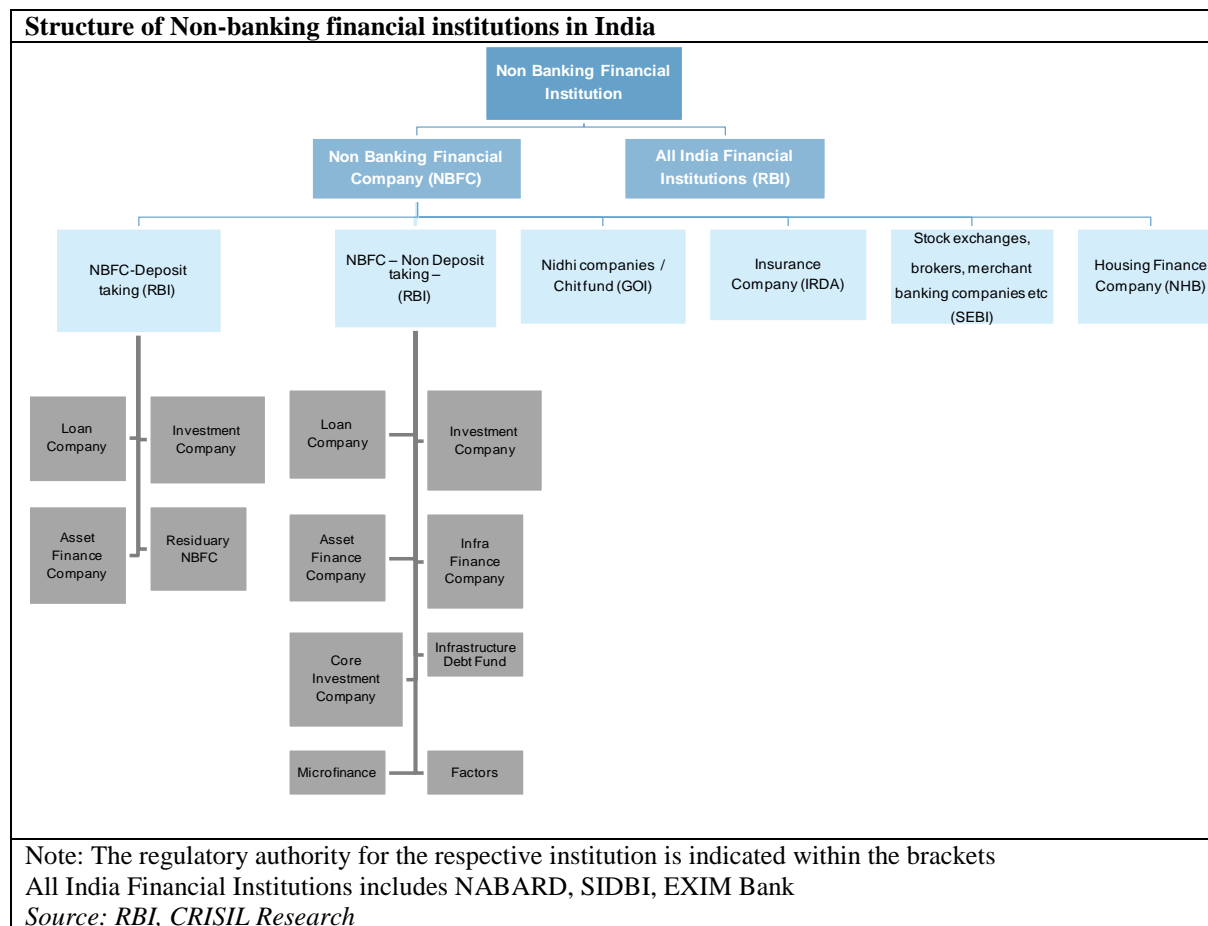 Structure of Non-banking financial institutions in India
Non Banking Financial
Institution
Non Banking Financial
Company (NBFC)
All India Financial
Institutions (RBI)
NBFC-Deposit
taking (RBI)
NBFC – Non Deposit
taking –
(RBI)
Nidhi companies /
Chit fund (GOI)
Insurance
Company (IRDA)
Stock exchanges,
brokers, merchant
banking companies etc
(SEBI)
Housing Finance
Company (NHB)
Loan
Company
Investment
Company
Asset
Finance
Company
Residuary
NBFC
Loan
Company
Investment
Company
Asset
Finance
Company
Infra
Finance
Company
Core
Investment
Company
Infrastructure
Debt Fund
Microfinance
Factors
Note: The regulatory authority for the respective institution is indicated within the brackets
All India Financial Institutions includes NABARD, SIDBI, EXIM Bank
Source: RBI, CRISIL Research